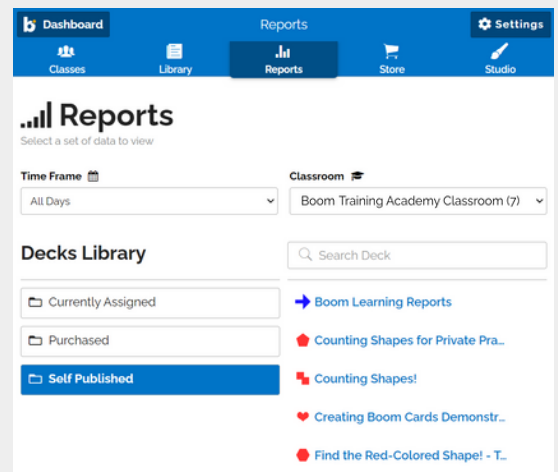 Dashboard
Reports
Settings
Classes
Library
Reports
Store
Studio
Reports
Select a set of data to view
Time Frame
All Days
Classroom
Boom Training Academy Classroom (7)
Decks Library
Search Deck
Currently Assigned
Purchased
Self Published
Boom Learning Reports
Counting Shapes for Private Pra...
Counting Shapes!
Creating Boom Cards Demonstr...
Find the Red-Colored Shape! - T...